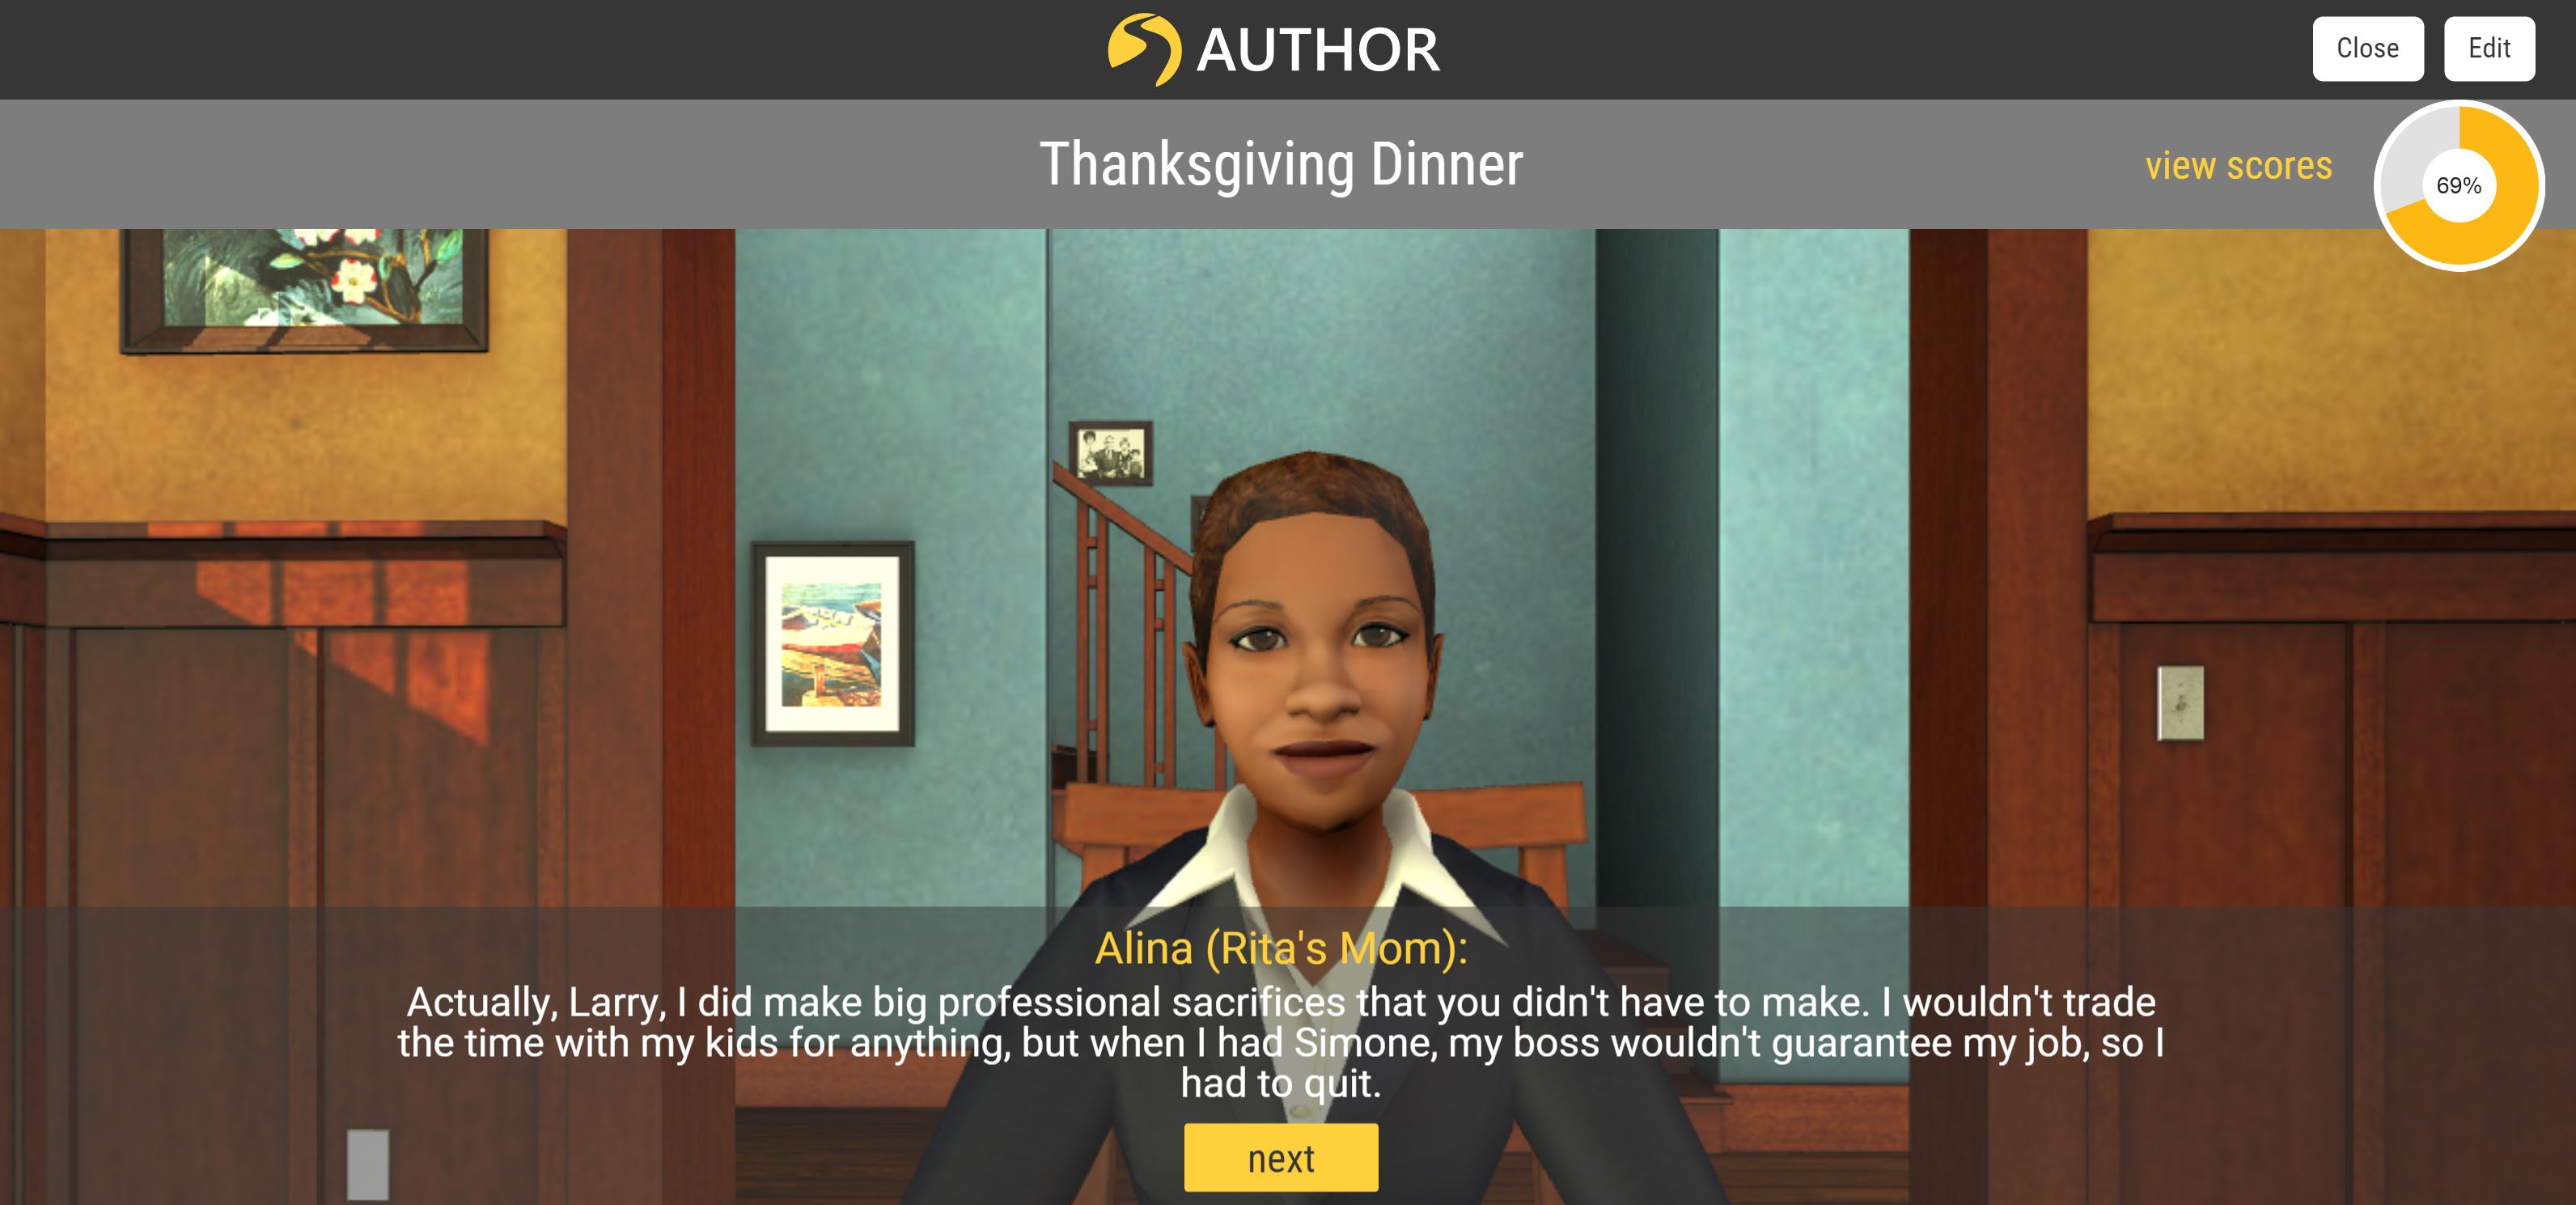 AUTHOR
Close
Edit
Thanksgiving Dinner
view scores
69%
Alina (Rita's Mom):
Actually, Larry, I did make big professional sacrifices that you didn't have to make. I wouldn't trade
the time with my kids for anything, but when I had Simone, my boss wouldn't guarantee my job, so I
had to quit.
next